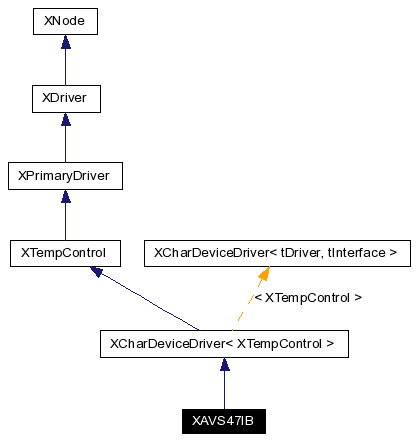 XNode
XDriver
XPrimaryDriver
XTempControl
XCharDeviceDriver< tDriver, tInterface >
< XTempControl >
XCharDeviceDriver< XTempControl >
XAVS47IB